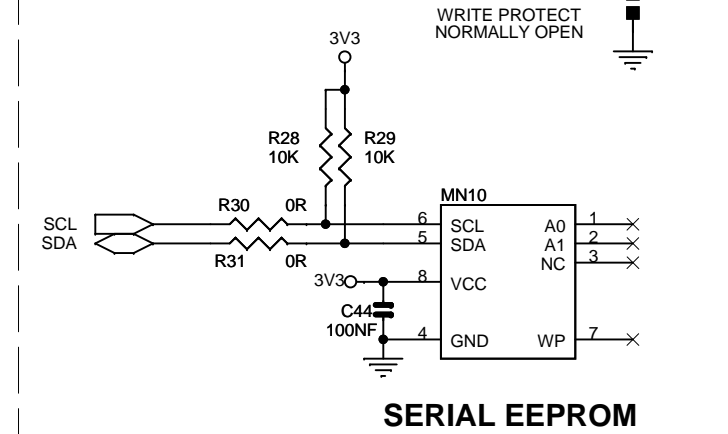 WRITE PROTECT
NORMALLY OPEN
3V3
R28
10K
R29
10K
MN10
R30 0R
SCL
SDA
R31 0R
6 SCL
5 SDA
A0 1
A1 2
NC 3
3V3
8 VCC
C44
100NF
4 GND
WP 7
SERIAL EEPROM